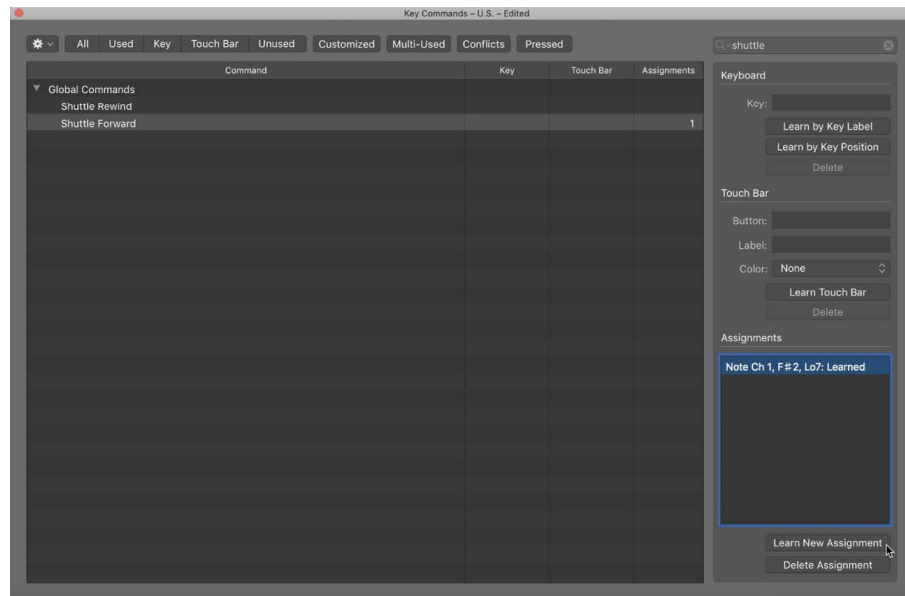 Key Commands – U.S. – Edited
All Used Key Touch Bar Unused Customized Multi-Used Conflicts Pressed
shuttle
Command Key Touch Bar Assignments
Global Commands
Shuttle Rewind
Shuttle Forward 1
Keyboard
Key:
Learn by Key Label
Learn by Key Position
Delete
Touch Bar
Button:
Label:
Color: None
Learn Touch Bar
Delete
Assignments
Note Ch 1, F♯2, Lo7: Learned
Learn New Assignment
Delete Assignment